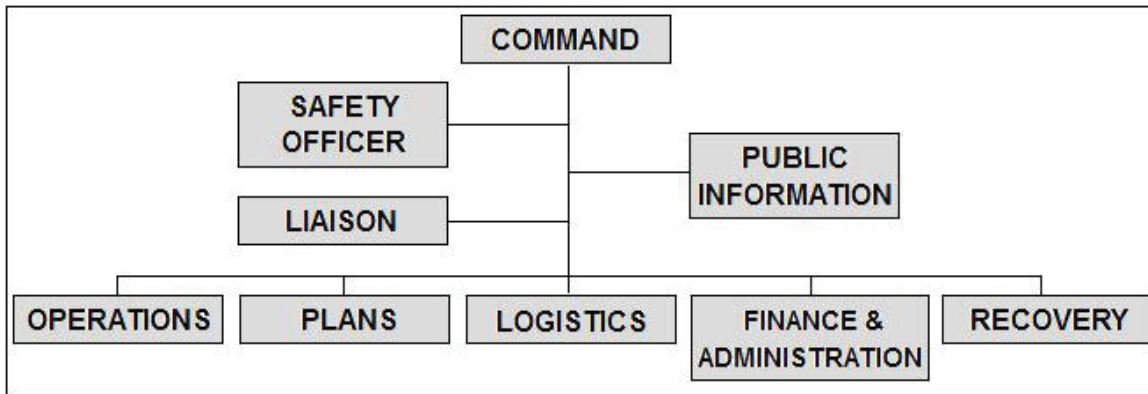 COMMAND
SAFETY
OFFICER
PUBLIC
INFORMATION
LIAISON
OPERATIONS
PLANS
LOGISTICS
FINANCE &
ADMINISTRATION
RECOVERY